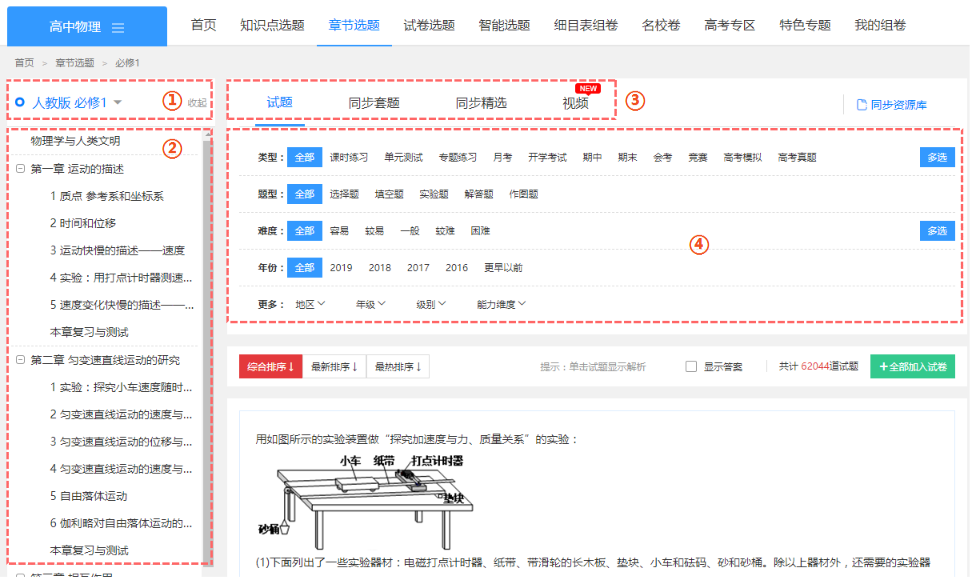 高中物理 首页 知识点选题 章节选题 试卷选题 智能选题 细目表组卷 名校卷 高考专区 特色专题 我的组卷
首页 > 章节选题 > 必修1
人教版 必修1 ① 收起
物理学与人类文明 ②
第一章 运动的描述
1 质点 参考系和坐标系
2 时间和位移
3 运动快慢的描述——速度
4 实验：用打点计时器测速...
5 速度变化快慢的描述——...
本章复习与测试
第二章 匀变速直线运动的研究
1 实验：探究小车速度随时...
2 匀变速直线运动的速度与...
3 匀变速直线运动的位移与...
4 匀变速直线运动的速度与...
5 自由落体运动
6 伽利略对自由落体运动的...
本章复习与测试
试题 同步套题 同步精选 视频 NEW ③ 同步资源库
类型： 全部 课时练习 单元测试 专题练习 月考 开学考试 期中 期末 会考 竞赛 高考模拟 高考真题 多选
题型： 全部 选择题 填空题 实验题 解答题 作图题
难度： 全部 容易 较易 一般 较难 困难 ④ 多选
年份： 全部 2019 2018 2017 2016 更早以前
更多： 地区 年级 级别 能力维度
综合排序↓ 最新排序↓ 最热排序↓ 提示：单击试题显示解析 显示答案 共计 62044道试题 +全部加入试卷
用如图所示的实验装置做“探究加速度与力、质量关系”的实验：
小车 纸带 打点计时器
垫块
砂桶
(1)下面列出了一些实验器材：电磁打点计时器、纸带、带滑轮的长木板、垫块、小车和砝码、砂和砂桶。除以上器材外，还需要的实验器